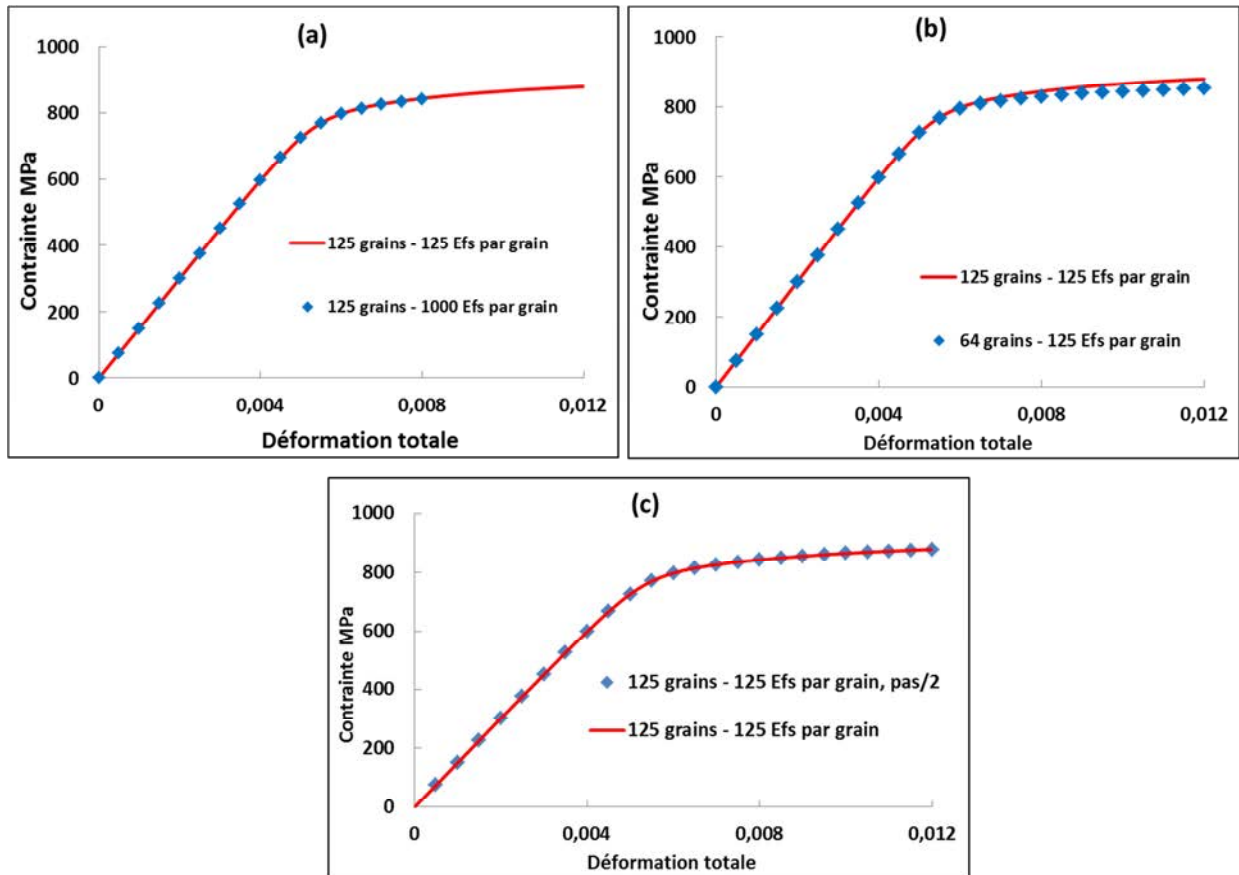 (a)
1000
800
600
400
200
0
0 0,004 0,008 0,012
Contrainte MPa
Déformation totale
125 grains - 125 Efs par grain
125 grains - 1000 Efs par grain
(b)
1000
800
600
400
200
0
0 0,004 0,008 0,012
Contrainte MPa
Déformation totale
125 grains - 125 Efs par grain
64 grains - 125 Efs par grain
(c)
1000
800
600
400
200
0
0 0,004 0,008 0,012
Contrainte MPa
Déformation totale
125 grains - 125 Efs par grain, pas/2
125 grains - 125 Efs par grain